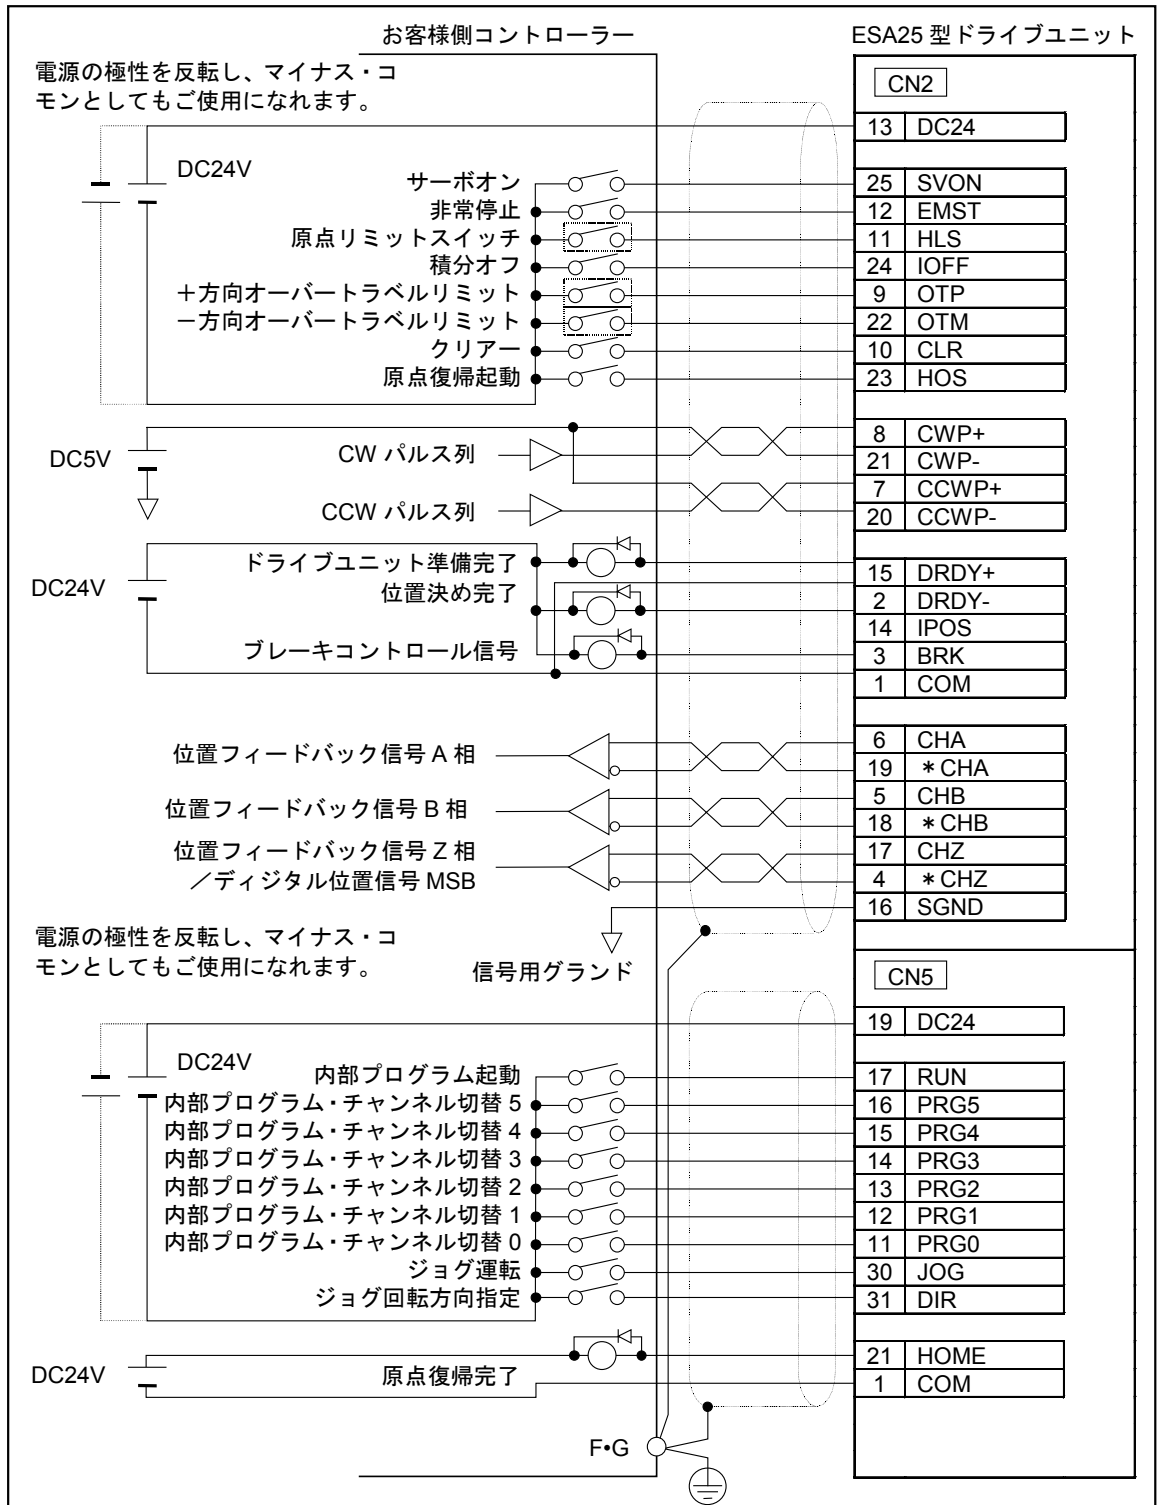 お客様側コントローラー
ESA25 型ドライブユニット
電源の極性を反転し、マイナス・コ
モンとしてもご使用になれます。
CN2
13 DC24
DC24V
サーボオン 25 SVON
非常停止 12 EMST
原点リミットスイッチ 11 HLS
積分オフ 24 IOFF
＋方向オーバートラベルリミット 9 OTP
－方向オーバートラベルリミット 22 OTM
クリアー 10 CLR
原点復帰起動 23 HOS
DC5V
8 CWP+
CW パルス列 21 CWP-
7 CCWP+
CCW パルス列 20 CCWP-
DC24V
ドライブユニット準備完了 15 DRDY+
位置決め完了 2 DRDY-
14 IPOS
ブレーキコントロール信号 3 BRK
1 COM
6 CHA
位置フィードバック信号 A 相
19 ＊CHA
5 CHB
位置フィードバック信号 B 相
18 ＊CHB
位置フィードバック信号 Z 相 17 CHZ
／ディジタル位置信号 MSB 4 ＊CHZ
16 SGND
電源の極性を反転し、マイナス・コ
モンとしてもご使用になれます。
信号用グランド
CN5
19 DC24
DC24V
内部プログラム起動 17 RUN
内部プログラム・チャンネル切替 5 16 PRG5
内部プログラム・チャンネル切替 4 15 PRG4
内部プログラム・チャンネル切替 3 14 PRG3
内部プログラム・チャンネル切替 2 13 PRG2
内部プログラム・チャンネル切替 1 12 PRG1
内部プログラム・チャンネル切替 0 11 PRG0
ジョグ運転 30 JOG
ジョグ回転方向指定 31 DIR
21 HOME
DC24V 原点復帰完了 1 COM
F•G